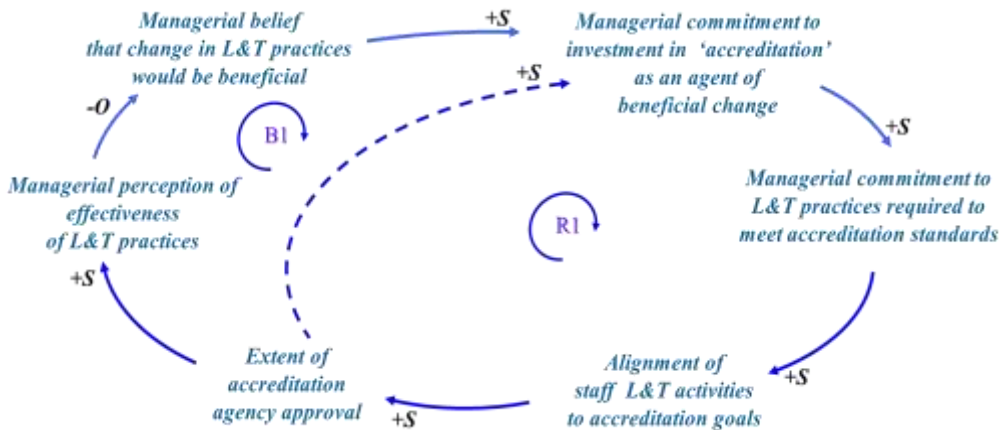 Managerial belief
that change in L&T practices
would be beneficial
+S
Managerial commitment to
investment in ‘accreditation’
as an agent of
beneficial change
+S
+S
Managerial commitment to
L&T practices required to
meet accreditation standards
+S
Alignment of
staff L&T activities
to accreditation goals
+S
Extent of
accreditation
agency approval
+S
Managerial perception of
effectiveness
of L&T practices
-O
B1
R1